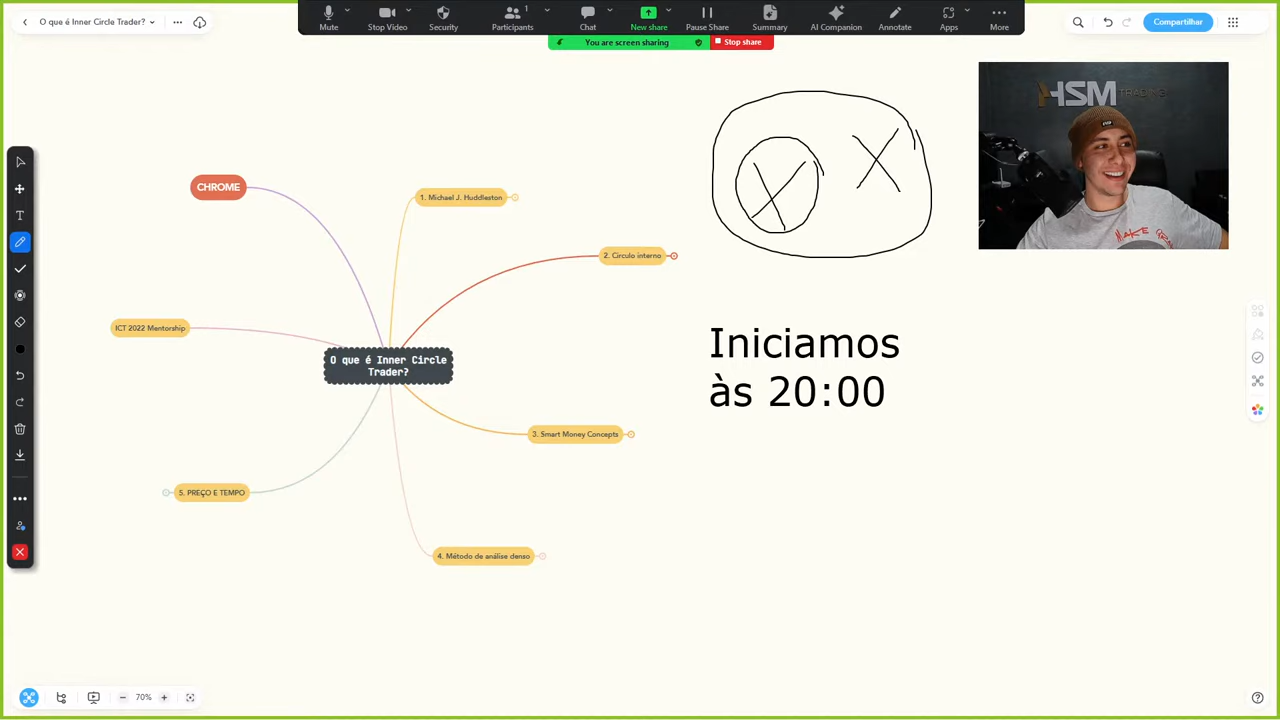 O que é Inner Circle Trader?
Mute
Stop Video
Security
Participants
1
Chat
New share
Pause Share
Summary
AI Companion
Annotate
Apps
More
You are screen sharing
Stop share
Compartilhar
HSM
TRADING
CHROME
1. Michael J. Huddleston
2. Círculo interno
ICT 2022 Mentorship
O que é Inner Circle
Trader?
Iniciamos
às 20:00
3. Smart Money Concepts
5. PREÇO E TEMPO
4. Método de análise denso
70%